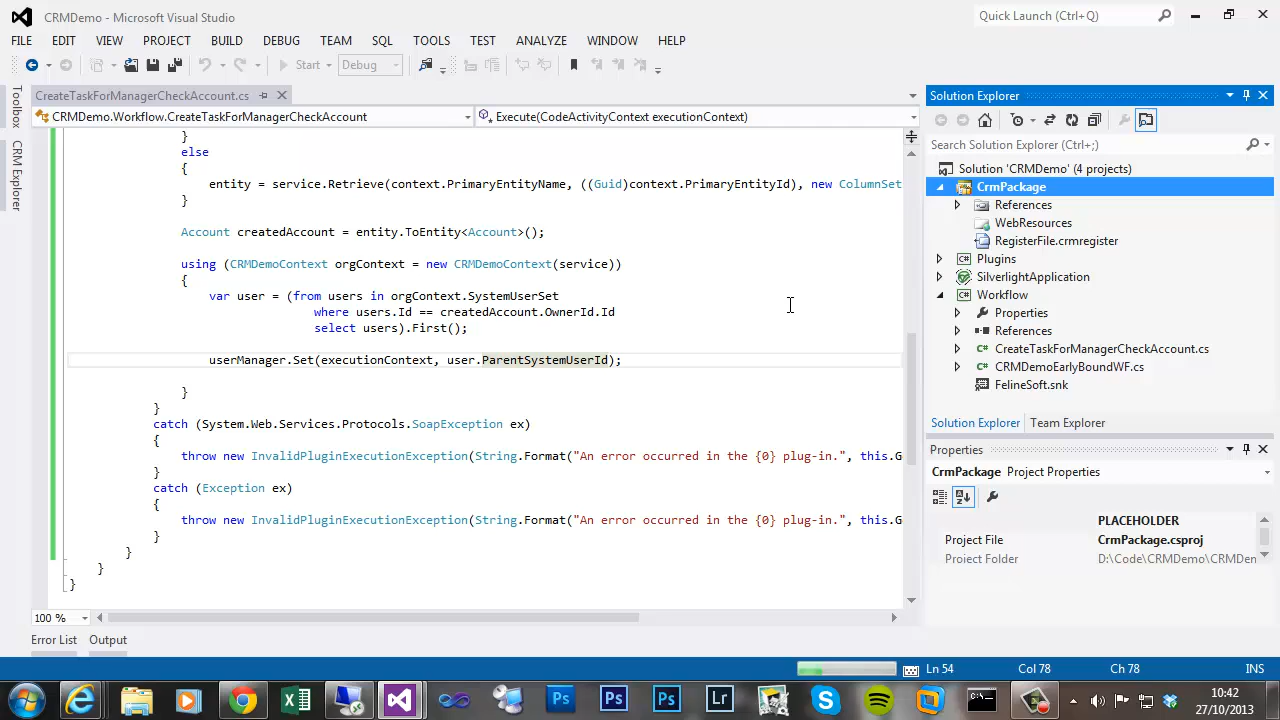 CRMDemo - Microsoft Visual Studio
Quick Launch (Ctrl+Q)
FILE EDIT VIEW PROJECT BUILD DEBUG TEAM SQL TOOLS TEST ANALYZE WINDOW HELP
Start Debug
Toolbox
CRM Explorer
CreateTaskForManagerCheckAccount.cs
CRMDemo.Workflow.CreateTaskForManagerCheckAccount
Execute(CodeActivityContext executionContext)
}
else
{
entity = service.Retrieve(context.PrimaryEntityName, ((Guid)context.PrimaryEntityId), new ColumnSet
}
Account createdAccount = entity.ToEntity<Account>();
using (CRMDemoContext orgContext = new CRMDemoContext(service))
{
var user = (from users in orgContext.SystemUserSet
where users.Id == createdAccount.OwnerId.Id
select users).First();
userManager.Set(executionContext, user.ParentSystemUserId);
}
}
catch (System.Web.Services.Protocols.SoapException ex)
{
throw new InvalidPluginExecutionException(String.Format("An error occurred in the {0} plug-in.", this.G
}
catch (Exception ex)
{
throw new InvalidPluginExecutionException(String.Format("An error occurred in the {0} plug-in.", this.G
}
}
}
}
100 %
Error List Output
Solution Explorer
Search Solution Explorer (Ctrl+;)
Solution 'CRMDemo' (4 projects)
CrmPackage
References
WebResources
RegisterFile.crmregister
Plugins
SilverlightApplication
Workflow
Properties
References
CreateTaskForManagerCheckAccount.cs
CRMDemoEarlyBoundWF.cs
FelineSoft.snk
Solution Explorer Team Explorer
Properties
CrmPackage Project Properties
PLACEHOLDER
Project File CrmPackage.csproj
Project Folder D:\Code\CRMDemo\CRMDen
Ln 54 Col 78 Ch 78 INS
Ps Ps Ps Lr
10:42
27/10/2013